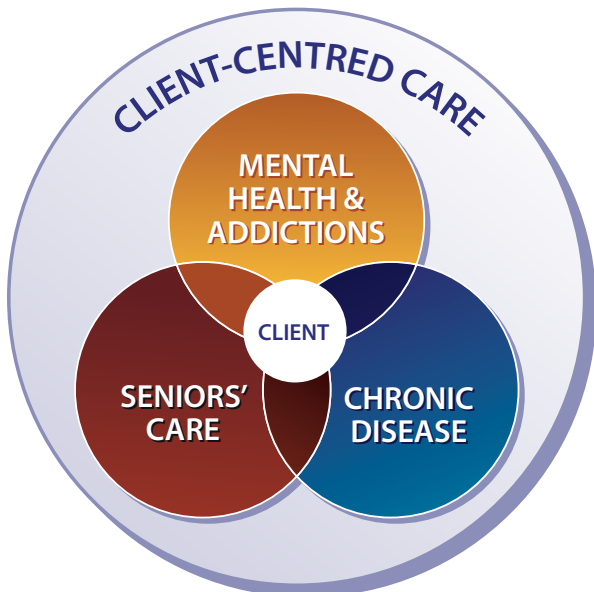 CLIENT-CENTRED CARE
MENTAL
HEALTH &
ADDICTIONS
CLIENT
SENIORS’
CARE
CHRONIC
DISEASE